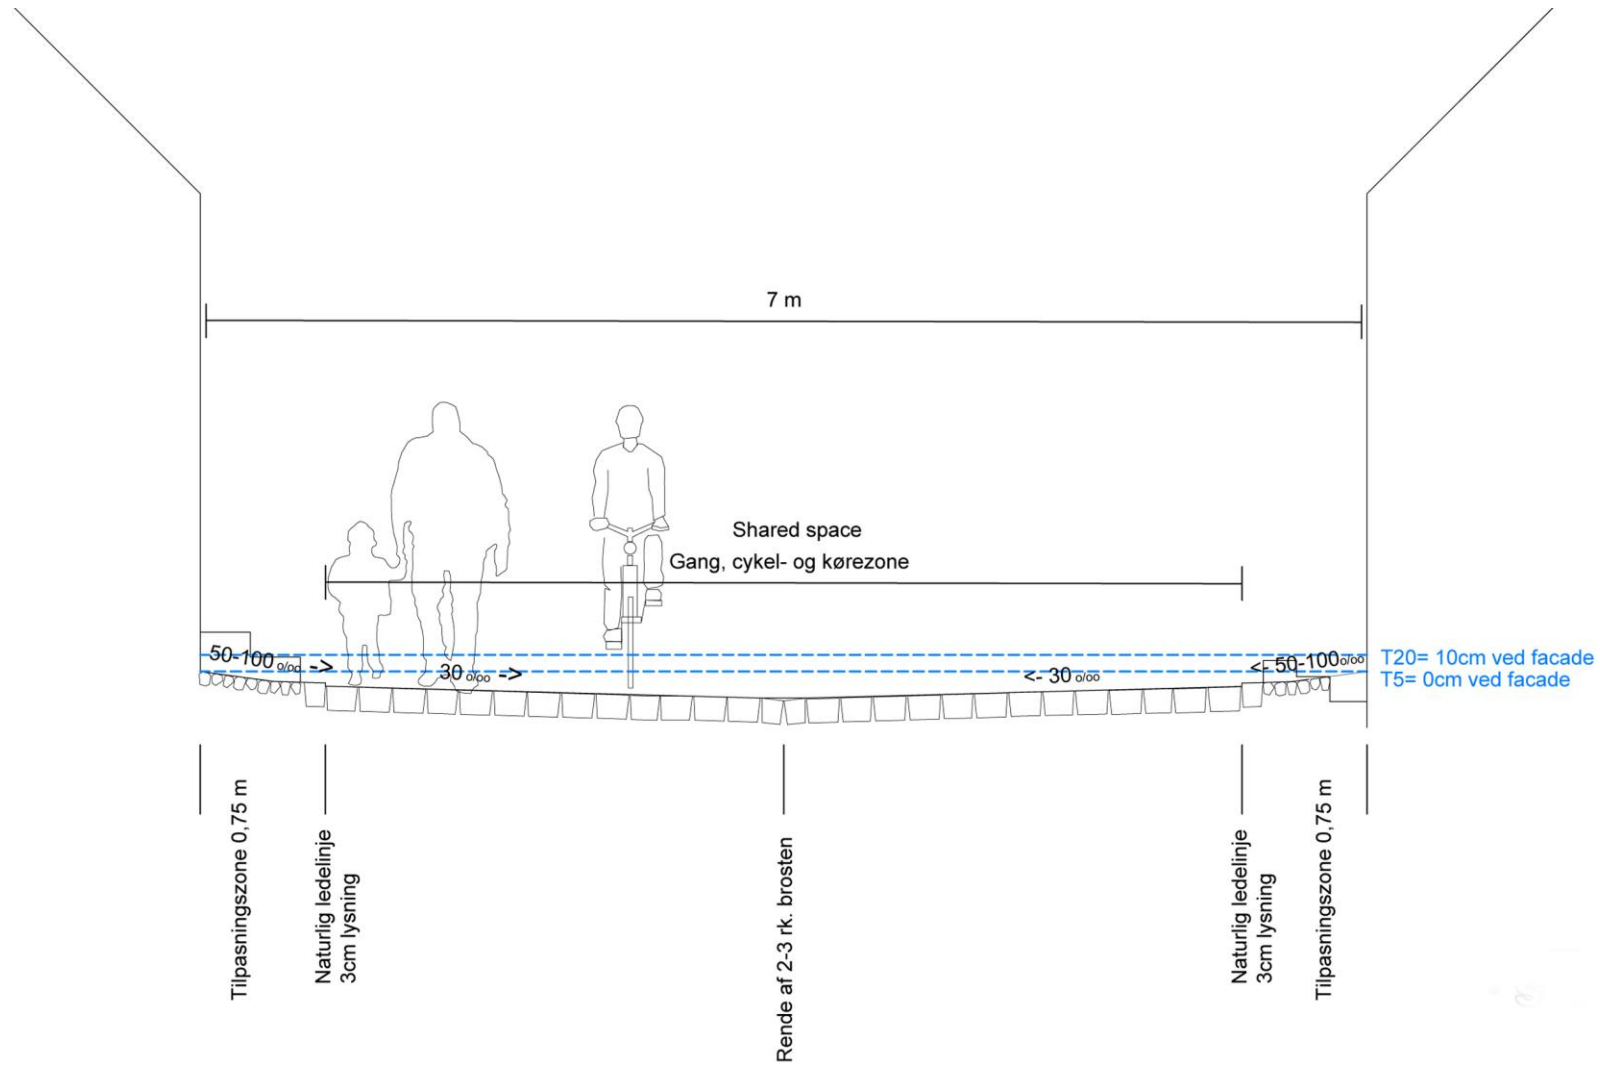 7 m
Shared space
Gang, cykel- og kørezone
50-100 o/oo ->
30 o/oo ->
<- 30 o/oo
<- 50-100 o/oo
T20= 10cm ved facade
T5= 0cm ved facade
Tilpasningszone 0,75 m
Naturlig ledelinje
3cm lysning
Rende af 2-3 rk. brosten
Naturlig ledelinje
3cm lysning
Tilpasningszone 0,75 m